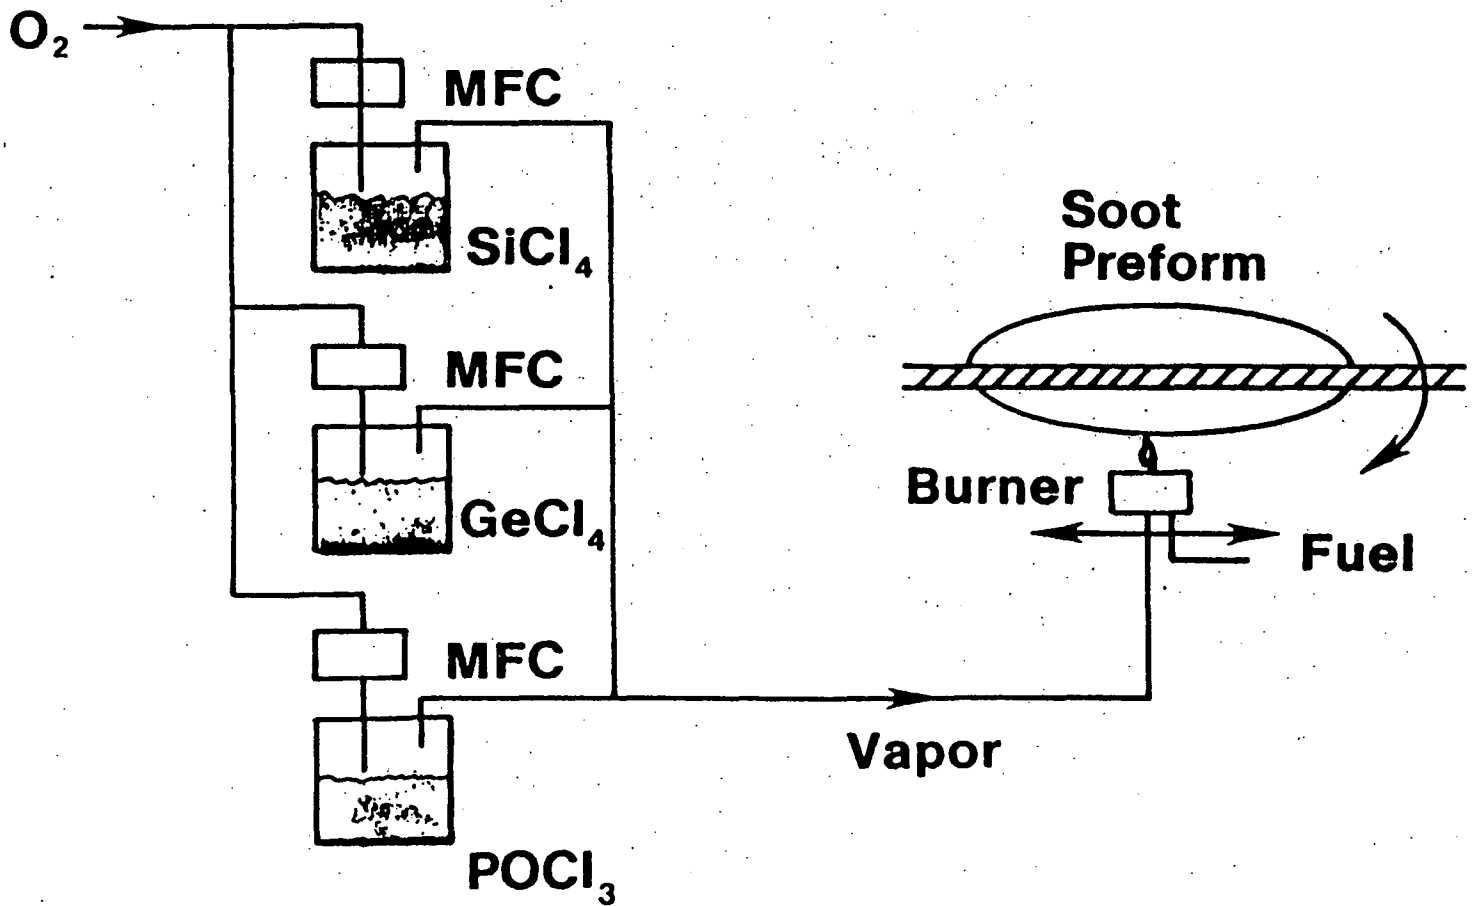 O₂
MFC
SiCl₄
MFC
GeCl₄
MFC
POCl₃
Vapor
Soot
Preform
Burner
Fuel